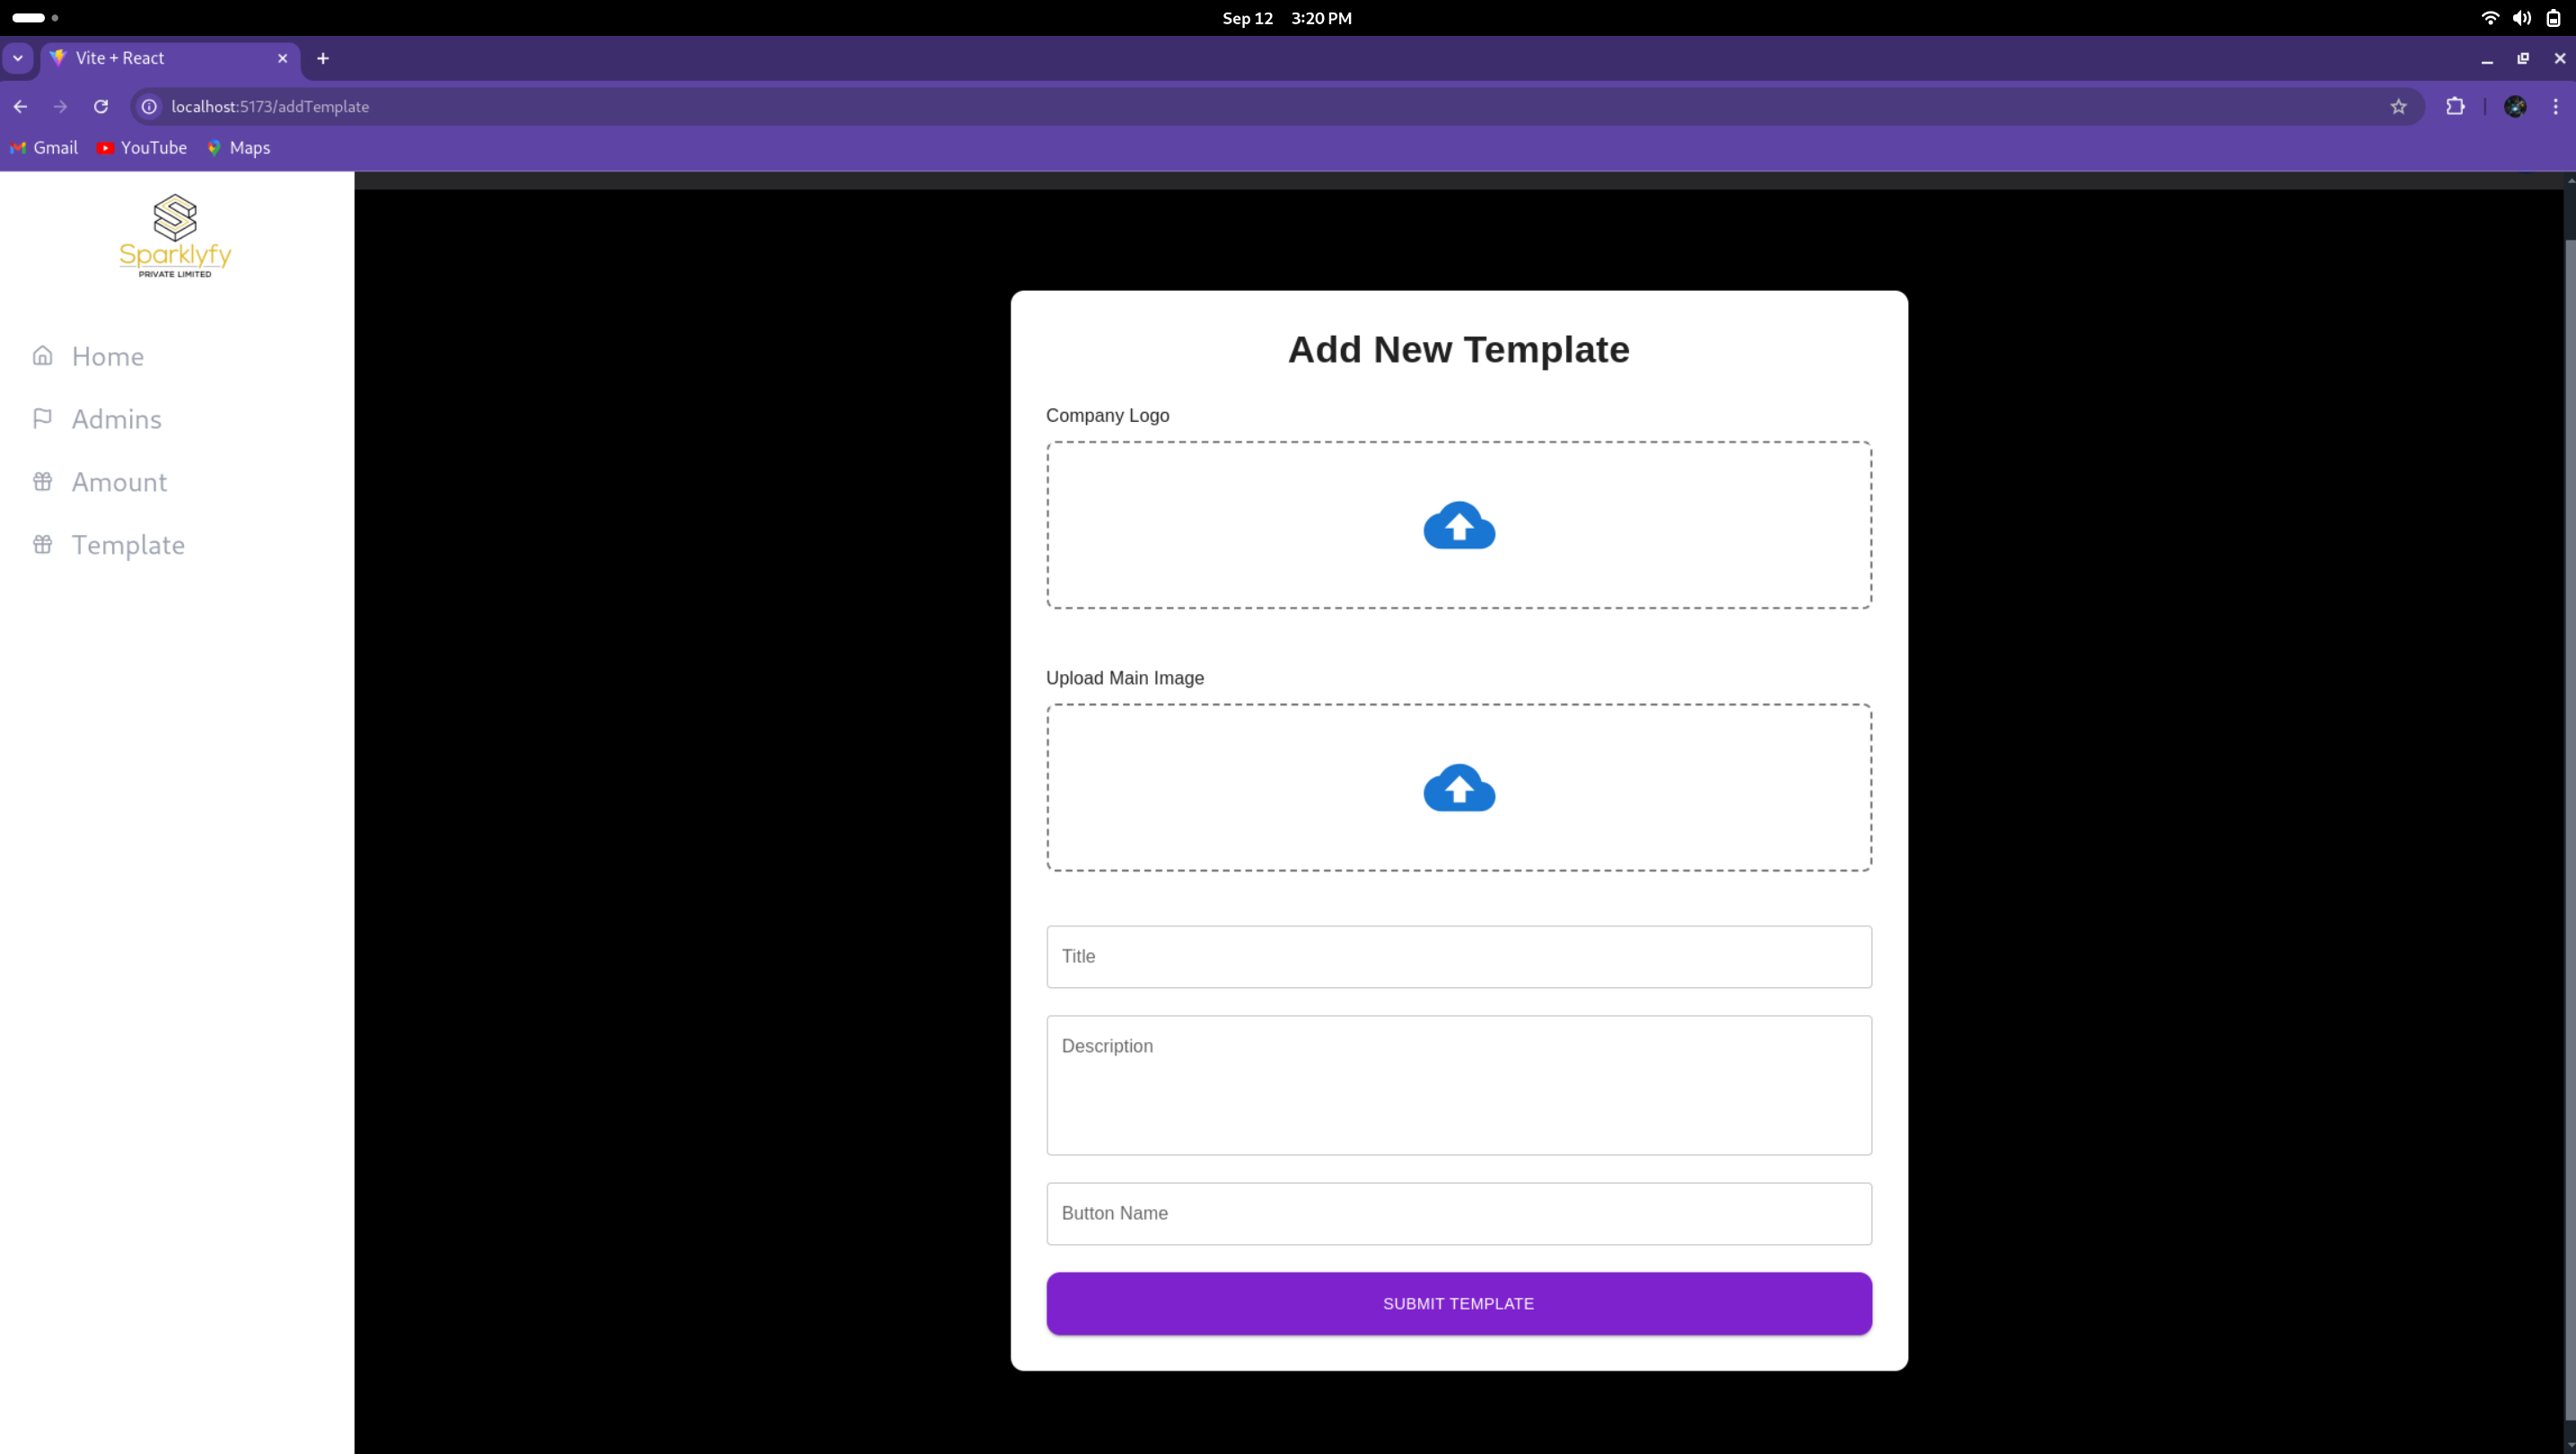 Sep 12 3:20 PM
Vite + React
localhost:5173/addTemplate
Gmail YouTube Maps
Sparklyfy
PRIVATE LIMITED
Home
Admins
Amount
Template
Add New Template
Company Logo
Upload Main Image
Title
Description
Button Name
SUBMIT TEMPLATE